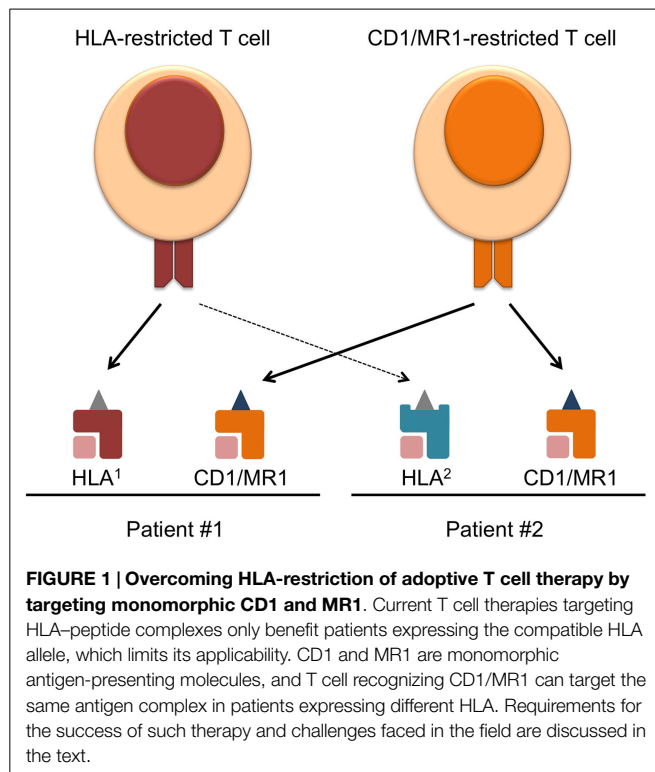 HLA-restricted T cell CD1/MR1-restricted T cell
HLA¹ CD1/MR1 HLA² CD1/MR1
Patient #1 Patient #2
FIGURE 1 | Overcoming HLA-restriction of adoptive T cell therapy by
targeting monomorphic CD1 and MR1. Current T cell therapies targeting
HLA–peptide complexes only benefit patients expressing the compatible HLA
allele, which limits its applicability. CD1 and MR1 are monomorphic
antigen-presenting molecules, and T cell recognizing CD1/MR1 can target the
same antigen complex in patients expressing different HLA. Requirements for
the success of such therapy and challenges faced in the field are discussed in
the text.